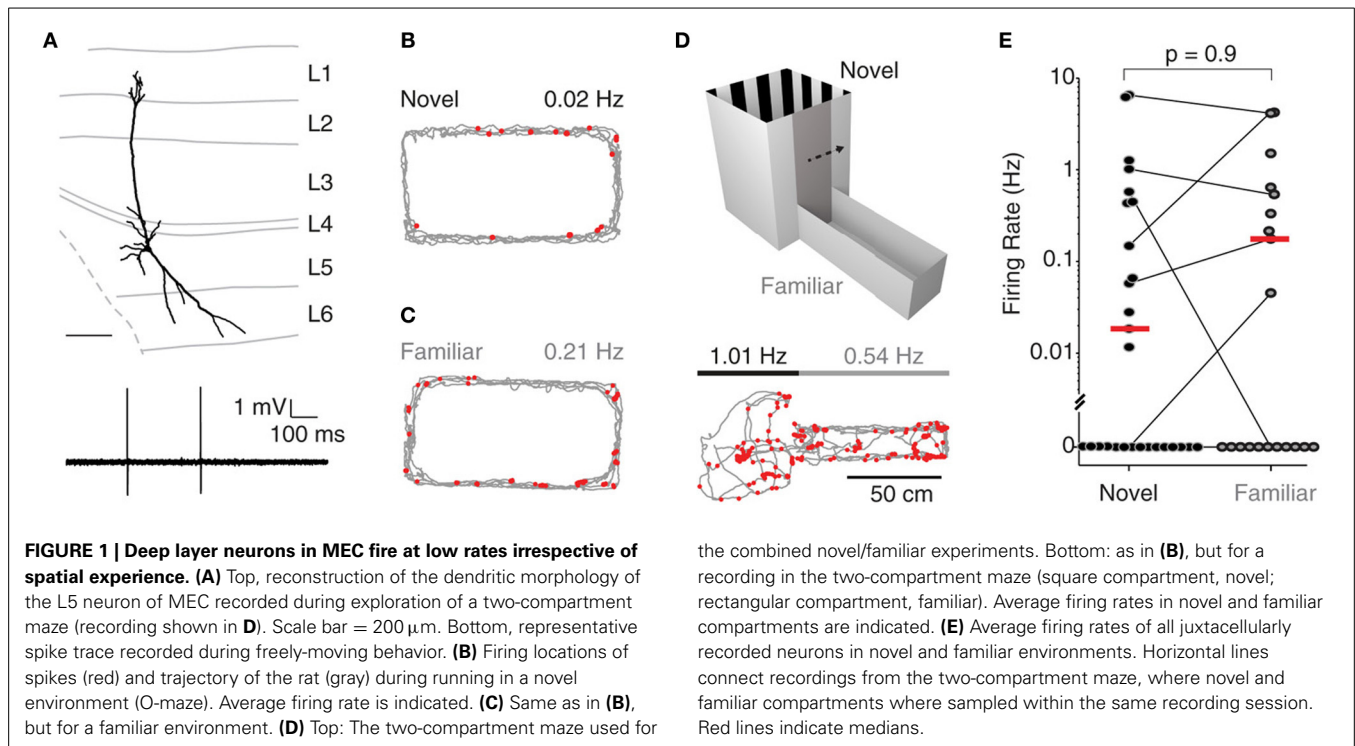 A
L1
L2
L3
L4
L5
L6
1 mV
100 ms
B
Novel 0.02 Hz
C
Familiar 0.21 Hz
D
Novel
Familiar
1.01 Hz 0.54 Hz
50 cm
E
p = 0.9
10
1
0.1
0.01
0
Firing Rate (Hz)
Novel Familiar
FIGURE 1 | Deep layer neurons in MEC fire at low rates irrespective of
spatial experience. (A) Top, reconstruction of the dendritic morphology of
the L5 neuron of MEC recorded during exploration of a two-compartment
maze (recording shown in D). Scale bar = 200 μm. Bottom, representative
spike trace recorded during freely-moving behavior. (B) Firing locations of
spikes (red) and trajectory of the rat (gray) during running in a novel
environment (O-maze). Average firing rate is indicated. (C) Same as in (B),
but for a familiar environment. (D) Top: The two-compartment maze used for
the combined novel/familiar experiments. Bottom: as in (B), but for a
recording in the two-compartment maze (square compartment, novel;
rectangular compartment, familiar). Average firing rates in novel and familiar
compartments are indicated. (E) Average firing rates of all juxtacellularly
recorded neurons in novel and familiar environments. Horizontal lines
connect recordings from the two-compartment maze, where novel and
familiar compartments where sampled within the same recording session.
Red lines indicate medians.